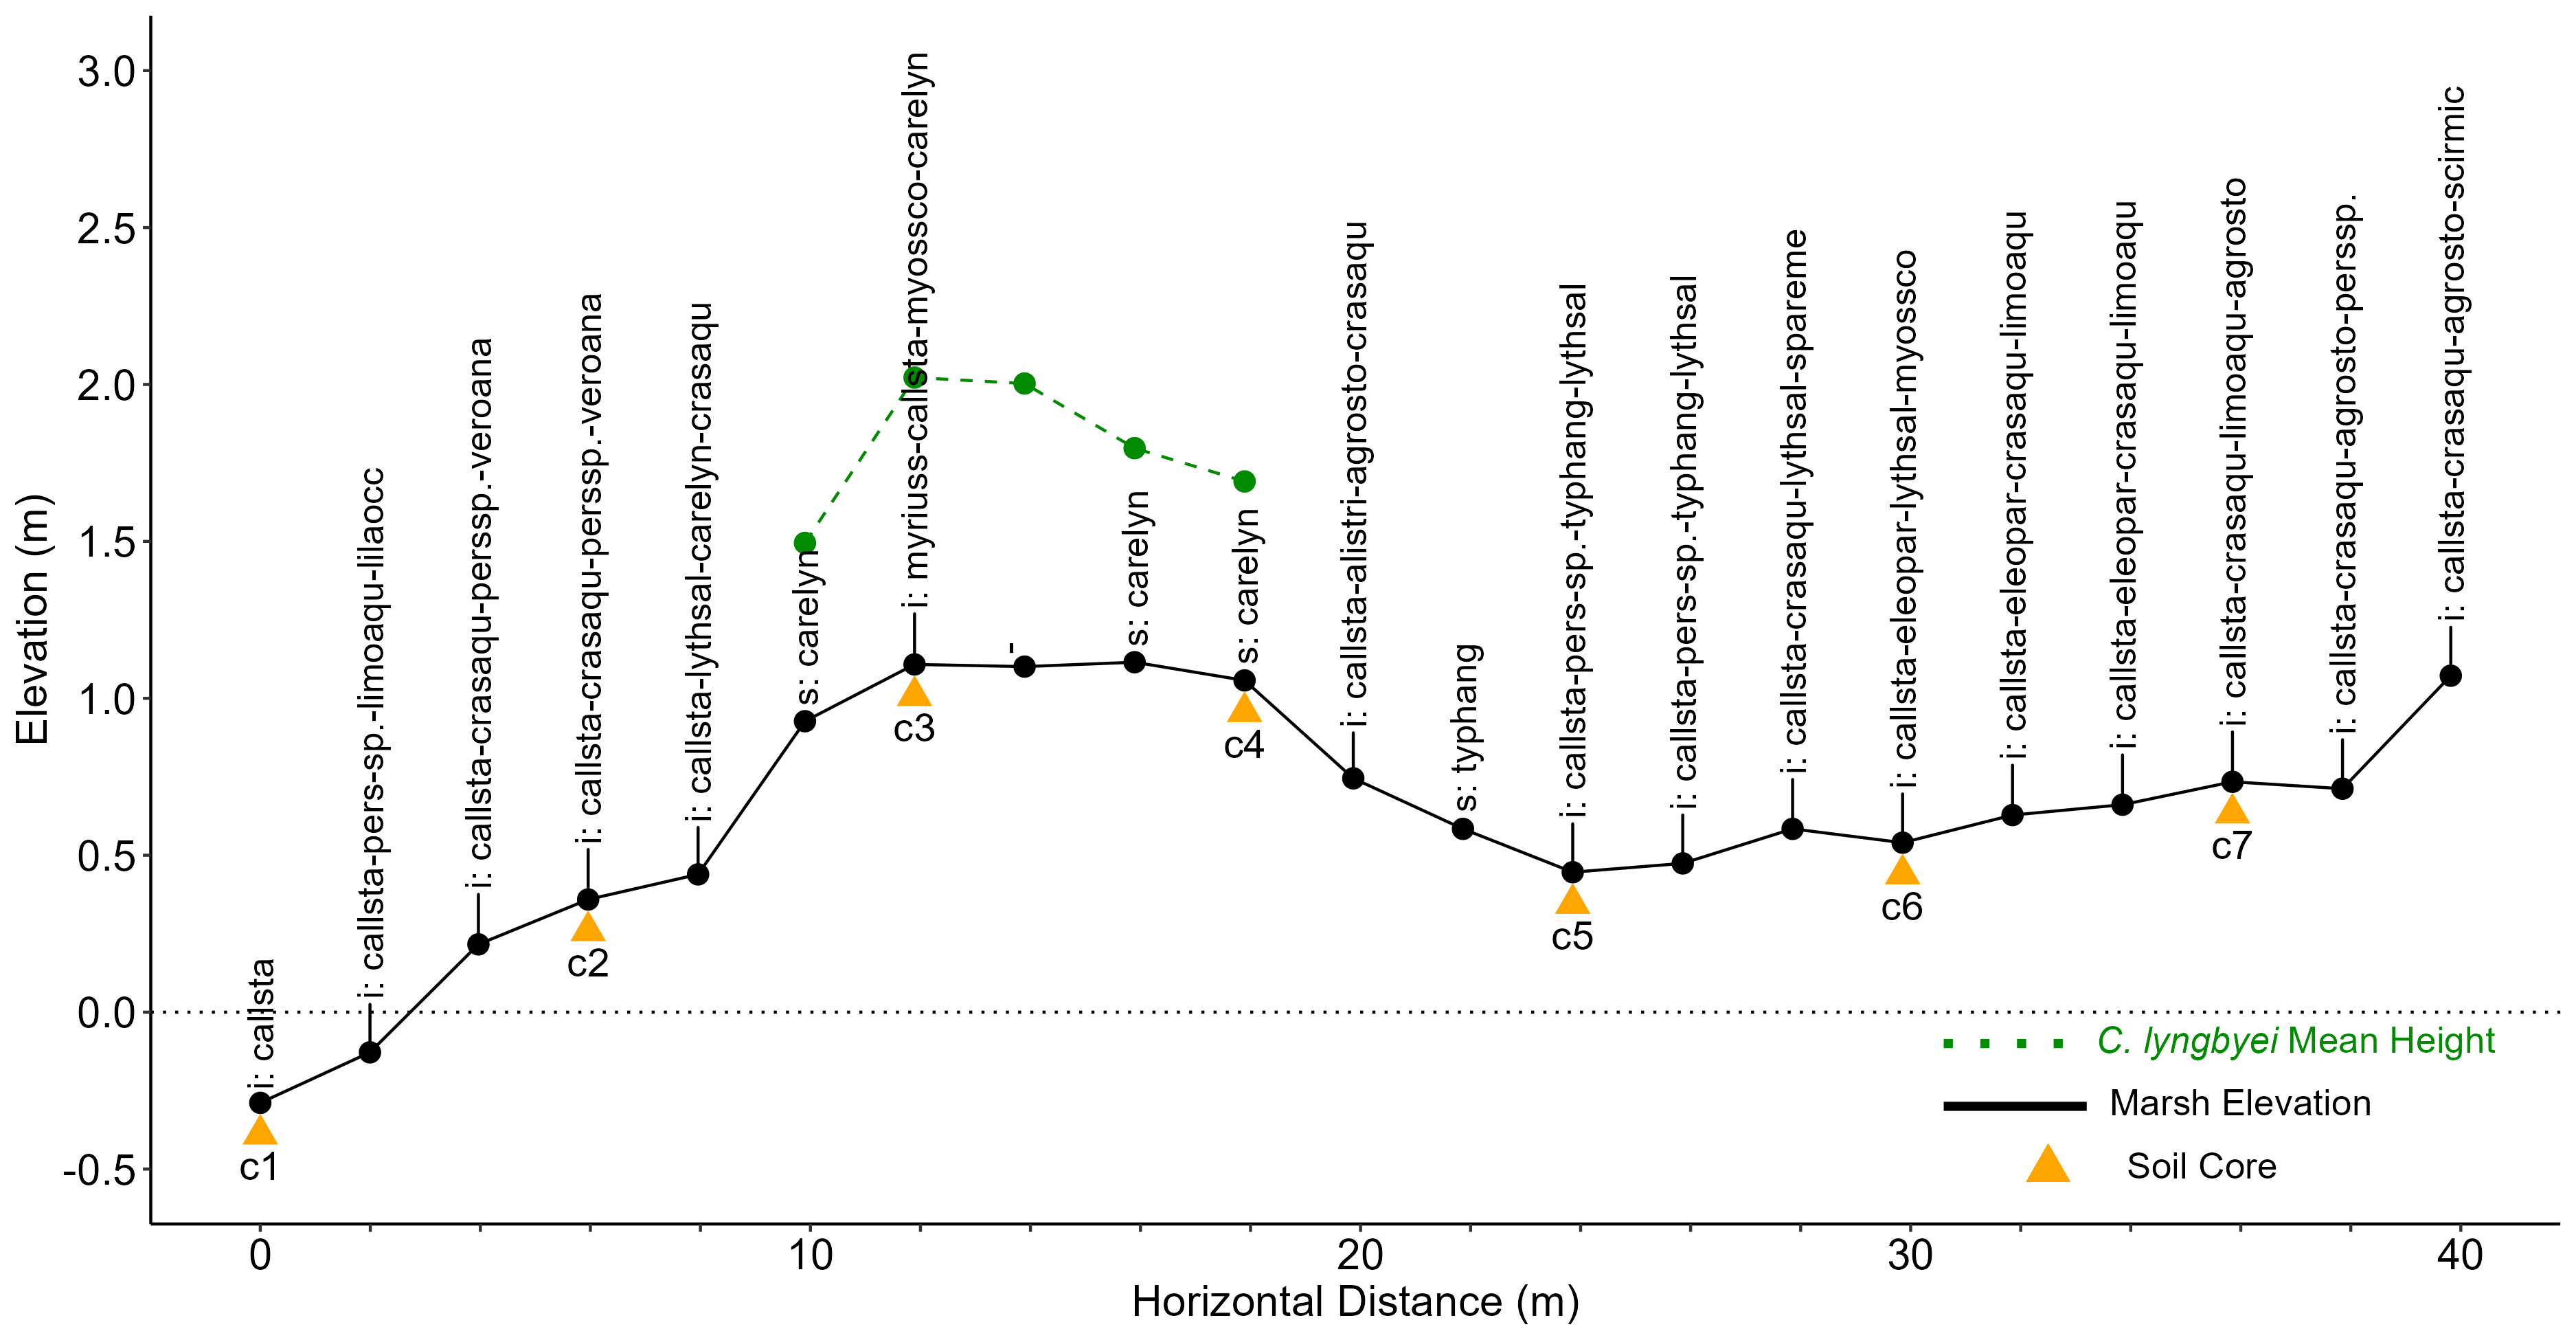 Elevation (m)
3.0
2.5
2.0
1.5
1.0
0.5
0.0
-0.5
i: callsta
i: callsta-pers-sp.-limoaqu-lilaocc
i: callsta-crasaqu-perssp.-veroana
i: callsta-crasaqu-perssp.-veroana
i: callsta-lythsal-carelyn-crasaqu
s: carelyn
i: myriuss-callsta-myossco-carelyn
-
s: carelyn
s: carelyn
i: callsta-alistri-agrosto-crasaqu
s: typhang
i: callsta-pers-sp.-typhang-lythsal
i: callsta-pers-sp.-typhang-lythsal
i: callsta-crasaqu-lythsal-spareme
i: callsta-eleopar-lythsal-myossco
i: callsta-eleopar-crasaqu-limoaqu
i: callsta-eleopar-crasaqu-limoaqu
i: callsta-crasaqu-limoaqu-agrosto
i: callsta-crasaqu-agrosto-perssp.
i: callsta-crasaqu-agrosto-scirmic
c1
c2
c3
c4
c5
c6
c7
C. lyngbyei Mean Height
Marsh Elevation
Soil Core
0
10
20
30
40
Horizontal Distance (m)